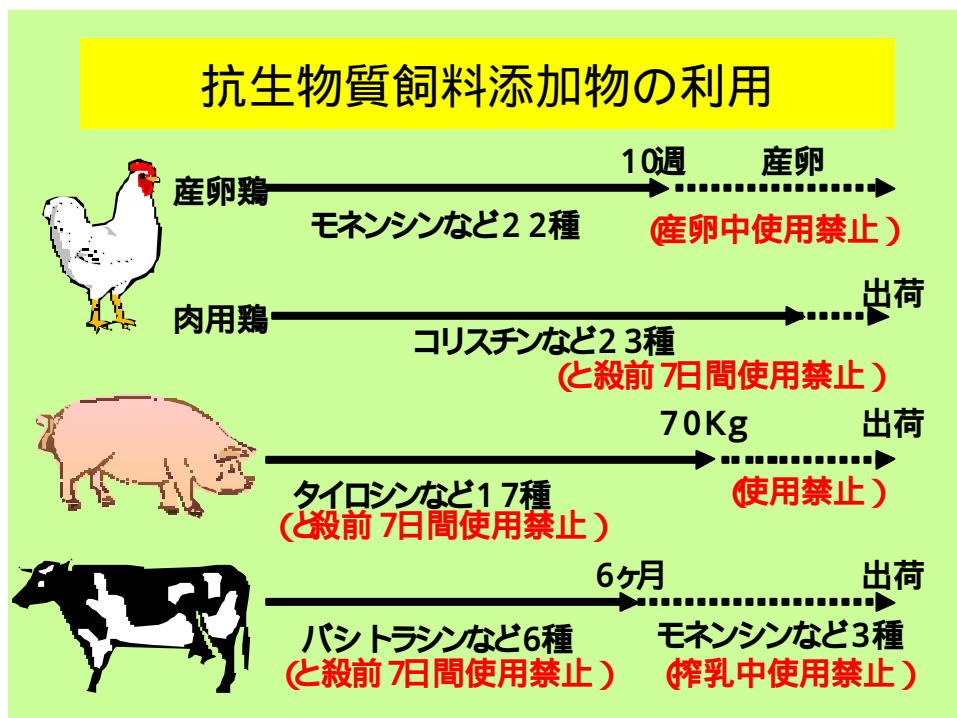 抗生物質飼料添加物の利用
10週 産卵
産卵鶏
モネンシンなど22種 (産卵中使用禁止)
出荷
肉用鶏
コリスチンなど23種
(と殺前7日間使用禁止)
70Kg 出荷
タイロシンなど17種 (使用禁止)
(と殺前7日間使用禁止)
6ヶ月 出荷
バシトラシンなど6種 モネンシンなど3種
(と殺前7日間使用禁止) (搾乳中使用禁止)